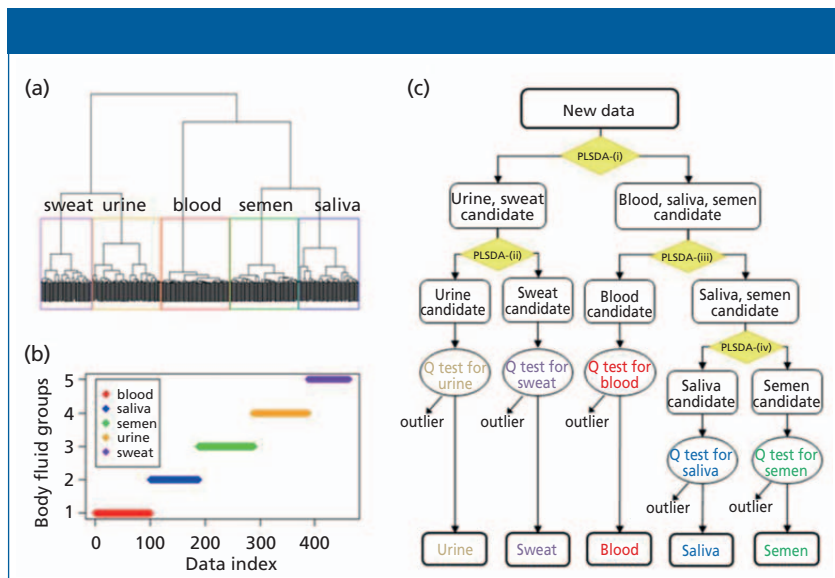 (a)
sweat urine blood semen saliva
(b)
Body fluid groups
5
4
3
2
1
blood
saliva
semen
urine
sweat
0 100 200 300 400
Data index
(c)
New data
PLSDA-(i)
Urine, sweat
candidate
Blood, saliva, semen
candidate
PLSDA-(ii)
PLSDA-(iii)
Urine
candidate
Sweat
candidate
Blood
candidate
Saliva, semen
candidate
PLSDA-(iv)
Q test for
urine
Q test for
sweat
Q test for
blood
Saliva
candidate
Semen
candidate
outlier
outlier
outlier
Q test for
saliva
Q test for
semen
outlier
outlier
Urine
Sweat
Blood
Saliva
Semen